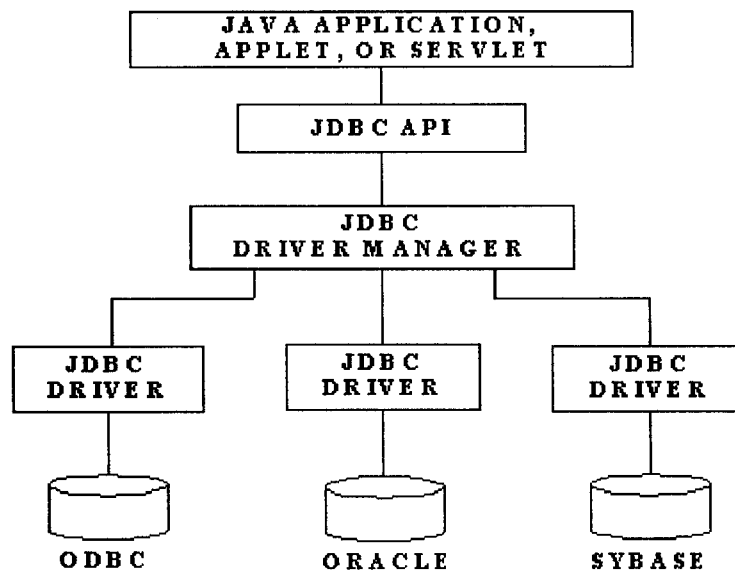 JAVA APPLICATION,
APPLET, OR SERVLET
JDBC API
JDBC
DRIVER MANAGER
JDBC
DRIVER
JDBC
DRIVER
JDBC
DRIVER
ODBC
ORACLE
SYBASE